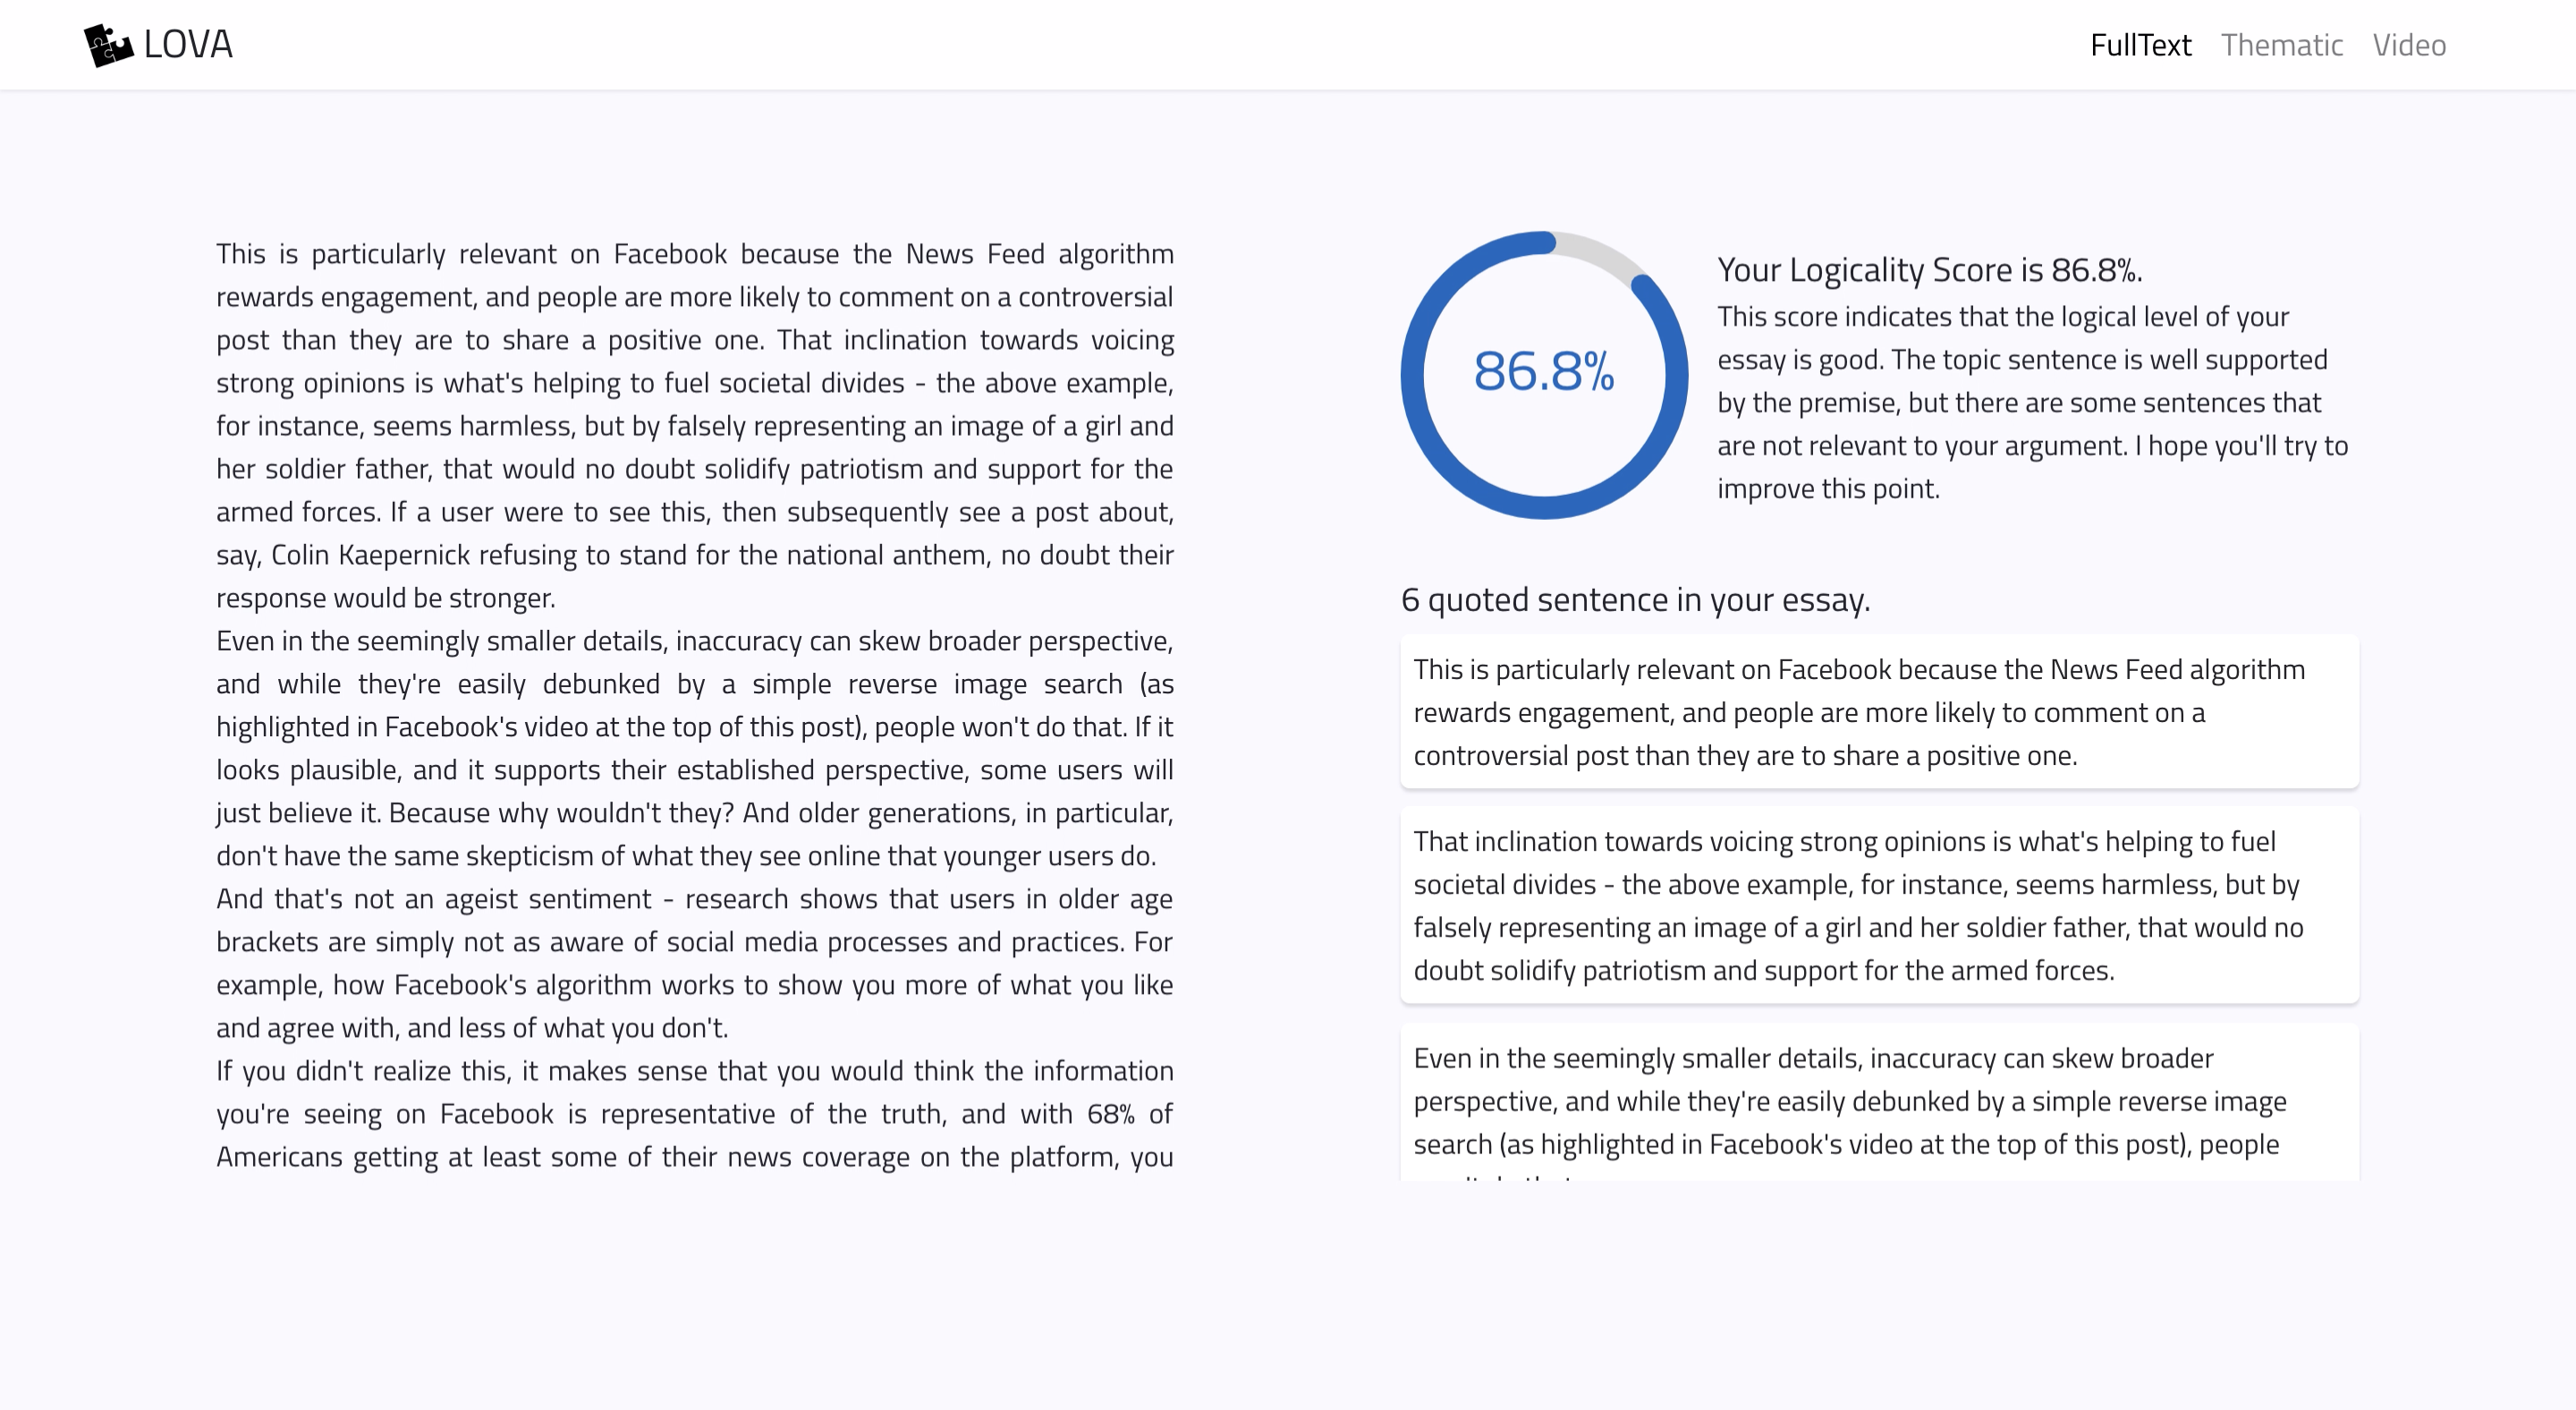 LOVA
FullText Thematic Video
This is particularly relevant on Facebook because the News Feed algorithm
rewards engagement, and people are more likely to comment on a controversial
post than they are to share a positive one. That inclination towards voicing
strong opinions is what's helping to fuel societal divides - the above example,
for instance, seems harmless, but by falsely representing an image of a girl and
her soldier father, that would no doubt solidify patriotism and support for the
armed forces. If a user were to see this, then subsequently see a post about,
say, Colin Kaepernick refusing to stand for the national anthem, no doubt their
response would be stronger.
Even in the seemingly smaller details, inaccuracy can skew broader perspective,
and while they're easily debunked by a simple reverse image search (as
highlighted in Facebook's video at the top of this post), people won't do that. If it
looks plausible, and it supports their established perspective, some users will
just believe it. Because why wouldn't they? And older generations, in particular,
don't have the same skepticism of what they see online that younger users do.
And that's not an ageist sentiment - research shows that users in older age
brackets are simply not as aware of social media processes and practices. For
example, how Facebook's algorithm works to show you more of what you like
and agree with, and less of what you don't.
If you didn't realize this, it makes sense that you would think the information
you're seeing on Facebook is representative of the truth, and with 68% of
Americans getting at least some of their news coverage on the platform, you
86.8%
Your Logicality Score is 86.8%.
This score indicates that the logical level of your
essay is good. The topic sentence is well supported
by the premise, but there are some sentences that
are not relevant to your argument. I hope you'll try to
improve this point.
6 quoted sentence in your essay.
This is particularly relevant on Facebook because the News Feed algorithm
rewards engagement, and people are more likely to comment on a
controversial post than they are to share a positive one.
That inclination towards voicing strong opinions is what's helping to fuel
societal divides - the above example, for instance, seems harmless, but by
falsely representing an image of a girl and her soldier father, that would no
doubt solidify patriotism and support for the armed forces.
Even in the seemingly smaller details, inaccuracy can skew broader
perspective, and while they're easily debunked by a simple reverse image
search (as highlighted in Facebook's video at the top of this post), people